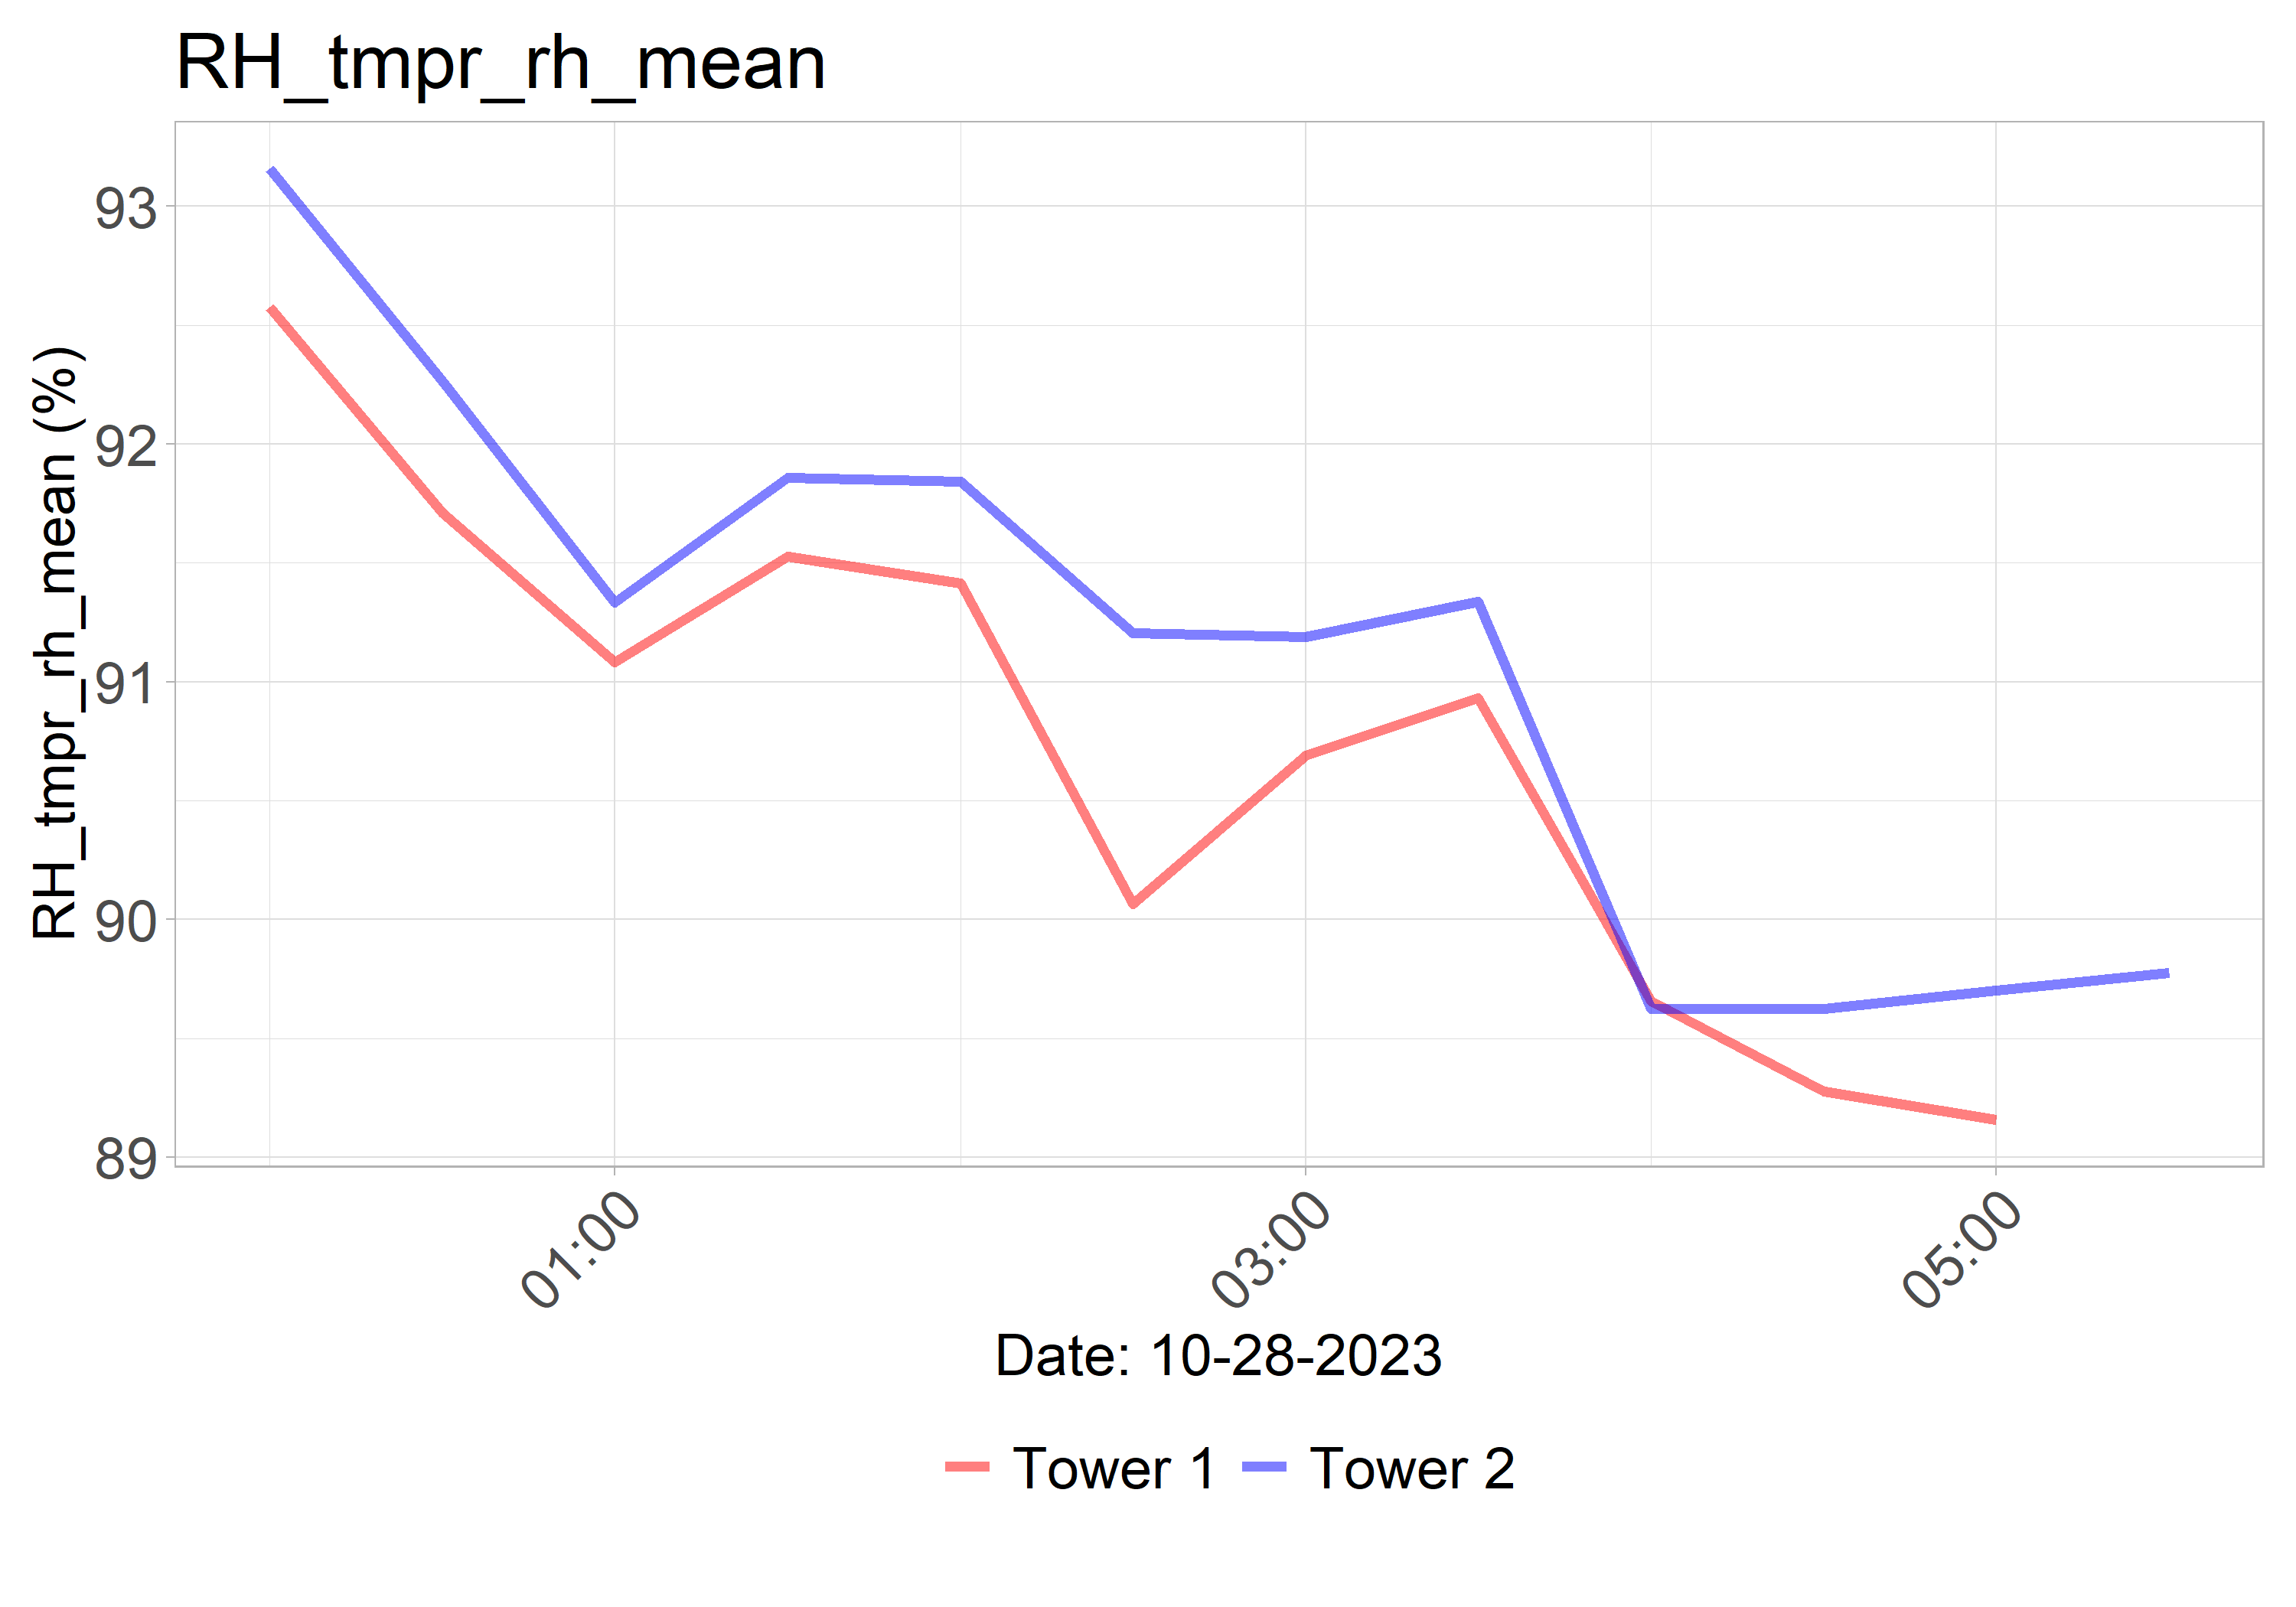 RH_tmpr_rh_mean
RH_tmpr_rh_mean (%)
93
92
91
90
89
01:00
03:00
05:00
Date: 10-28-2023
Tower 1
Tower 2